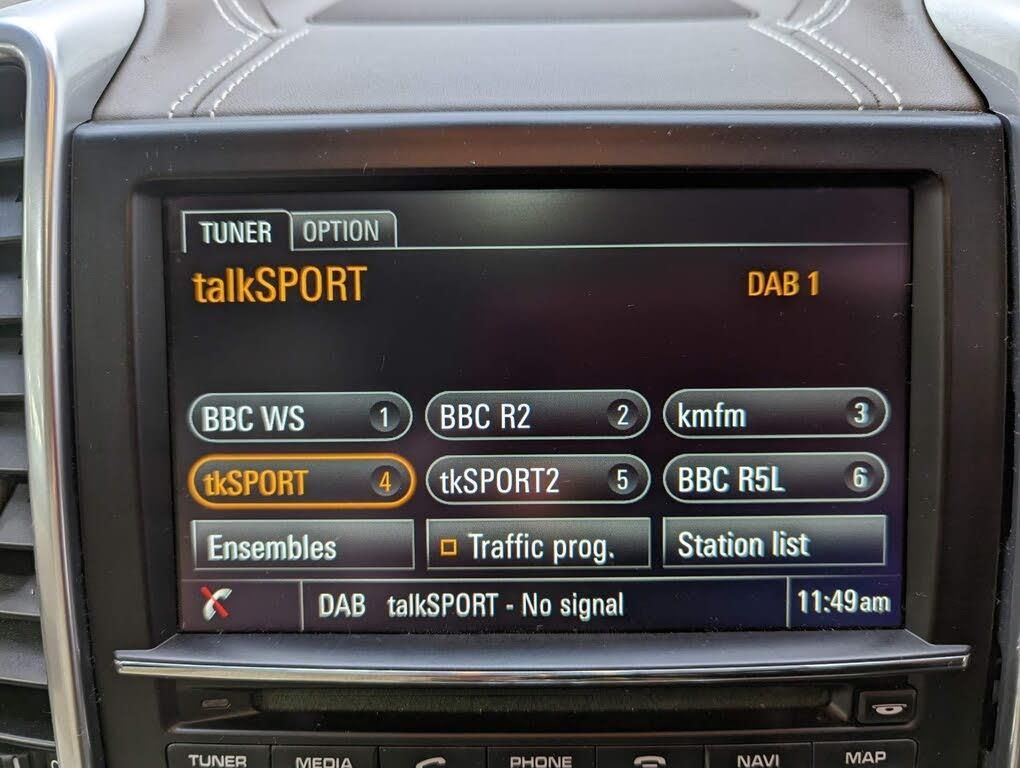 TUNER OPTION
talkSPORT DAB 1
BBC WS 1 BBC R2 2 kmfm 3
tkSPORT 4 tkSPORT2 5 BBC R5L 6
Ensembles Traffic prog. Station list
DAB talkSPORT - No signal 11:49am
TUNER MEDIA PHONE NAVI MAP